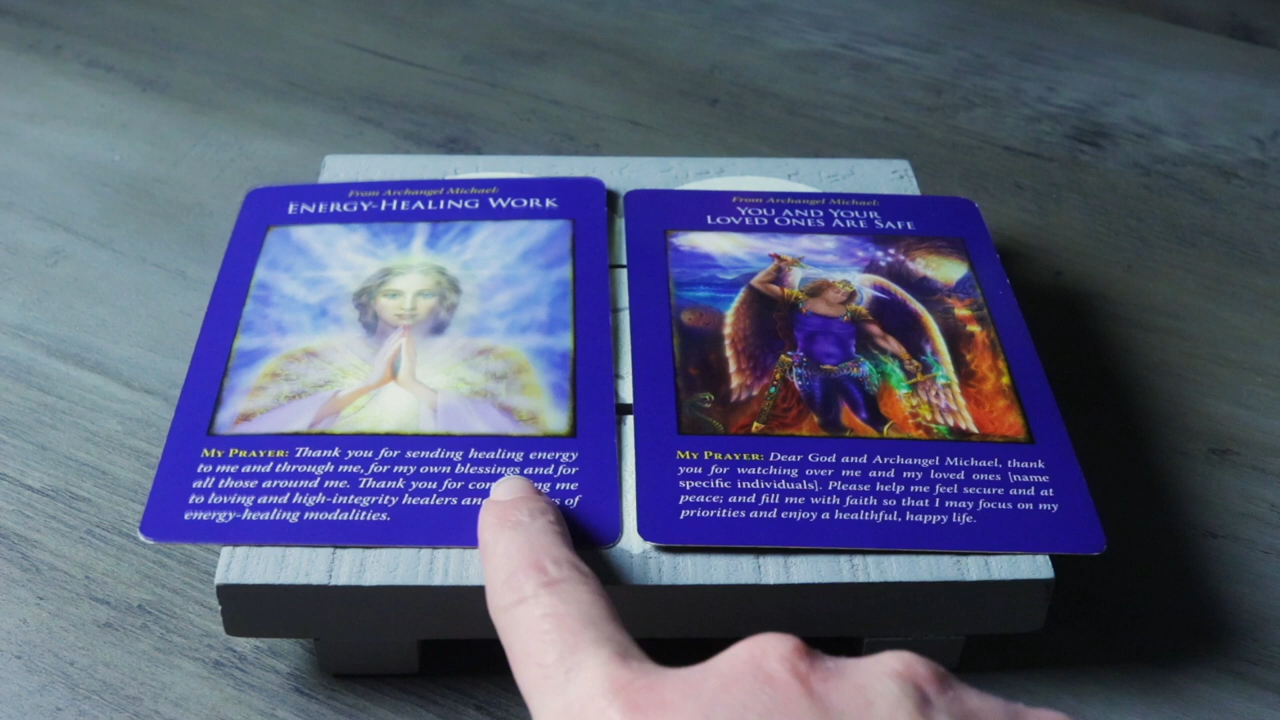 From Archangel Michael:
ENERGY-HEALING WORK
MY PRAYER: Thank you for sending healing energy
to me and through me, for my own blessings and for
all those around me. Thank you for me
to loving and high-integrity healers and of
energy-healing modalities.
From Archangel Michael:
YOU AND YOUR
LOVED ONES ARE SAFE
MY PRAYER: Dear God and Archangel Michael, thank
you for watching over me and my loved ones [name
specific individuals]. Please help me feel secure and at
peace; and fill me with faith so that I may focus on my
priorities and enjoy a healthful, happy life.